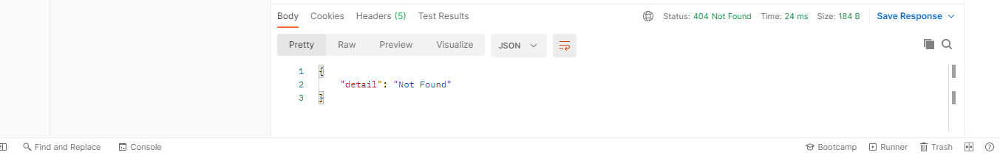 Body Cookies Headers (5) Test Results Status: 404 Not Found Time: 24 ms Size: 184 B Save Response
Pretty Raw Preview Visualize JSON
1 {
2 "detail": "Not Found"
3 }
Find and Replace Console Bootcamp Runner Trash